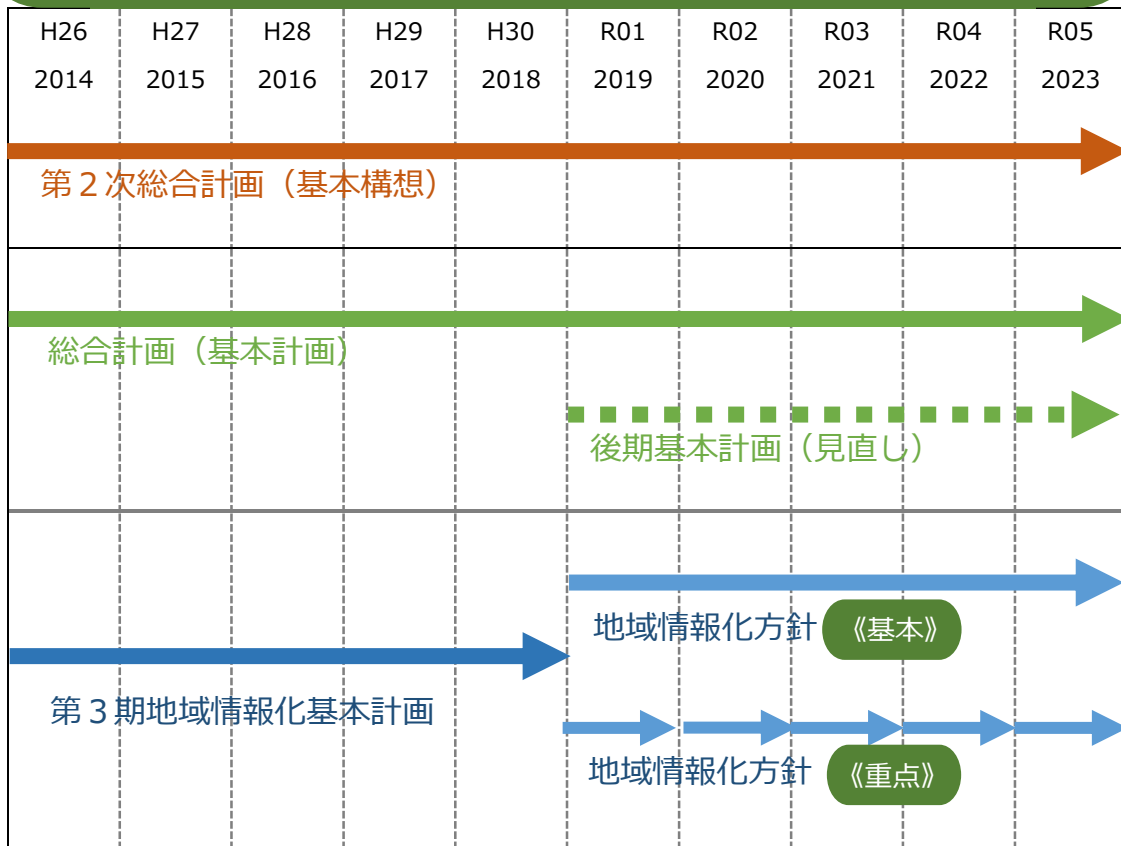 H26 H27 H28 H29 H30 R01 R02 R03 R04 R05
2014 2015 2016 2017 2018 2019 2020 2021 2022 2023
第２次総合計画（基本構想）
総合計画（基本計画）
後期基本計画（見直し）
地域情報化方針 《基本》
第３期地域情報化基本計画
地域情報化方針 《重点》